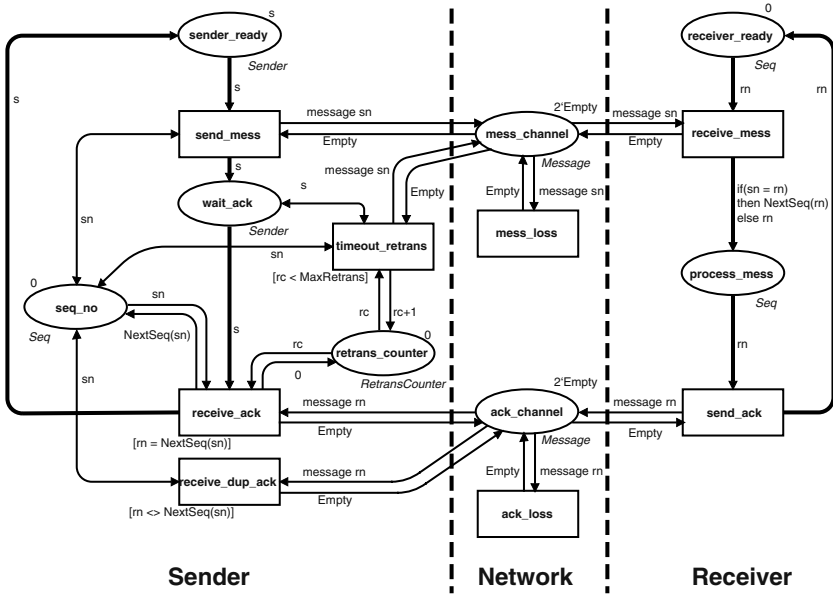 s
sender_ready
Sender
s
s
send_mess
message sn
Empty
s
wait_ack
Sender
s
sn
sn
timeout_retrans
[rc < MaxRetrans]
message sn
Empty
0
seq_no
Seq
sn
NextSeq(sn)
s
rc
rc+1
0
retrans_counter
RetransCounter
rc
0
sn
receive_ack
[rn = NextSeq(sn)]
message rn
Empty
receive_dup_ack
[rn <> NextSeq(sn)]
message rn
Empty
2'Empty
mess_channel
Message
message sn
Empty
Empty
message sn
mess_loss
2'Empty
ack_channel
Message
message rn
Empty
Empty
message rn
ack_loss
0
receiver_ready
Seq
rn
rn
receive_mess
if(sn = rn)
then NextSeq(rn)
else rn
process_mess
Seq
rn
send_ack
Sender
Network
Receiver